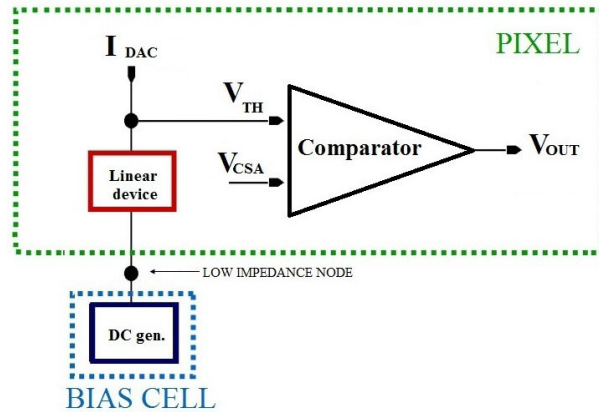 PIXEL
I DAC
V TH
Comparator
V OUT
V CSA
Linear
device
LOW IMPEDANCE NODE
DC gen.
BIAS CELL